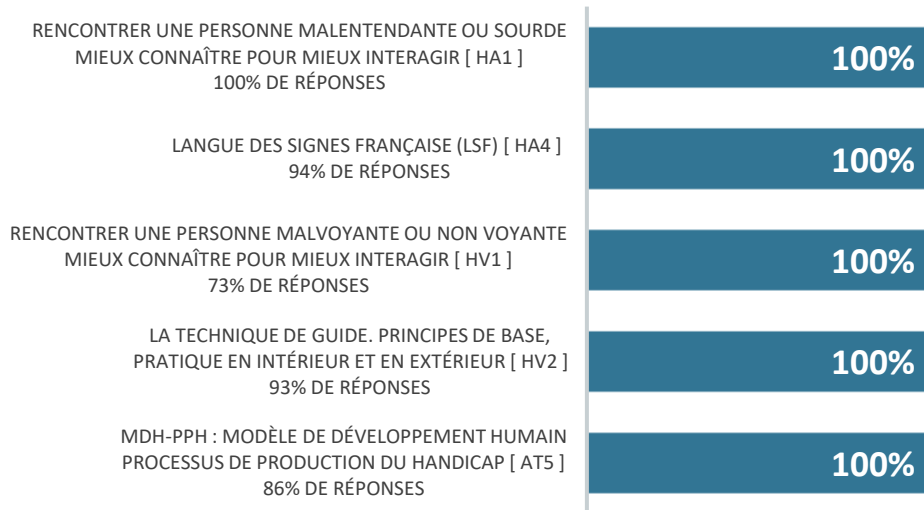 RENCONTRER UNE PERSONNE MALENTENDANTE OU SOURDE
MIEUX CONNAÎTRE POUR MIEUX INTERAGIR [ HA1 ]
100% DE RÉPONSES
100%
LANGUE DES SIGNES FRANÇAISE (LSF) [ HA4 ]
94% DE RÉPONSES
100%
RENCONTRER UNE PERSONNE MALVOYANTE OU NON VOYANTE
MIEUX CONNAÎTRE POUR MIEUX INTERAGIR [ HV1 ]
73% DE RÉPONSES
100%
LA TECHNIQUE DE GUIDE. PRINCIPES DE BASE,
PRATIQUE EN INTÉRIEUR ET EN EXTÉRIEUR [ HV2 ]
93% DE RÉPONSES
100%
MDH-PPH : MODÈLE DE DÉVELOPPEMENT HUMAIN
PROCESSUS DE PRODUCTION DU HANDICAP [ AT5 ]
86% DE RÉPONSES
100%